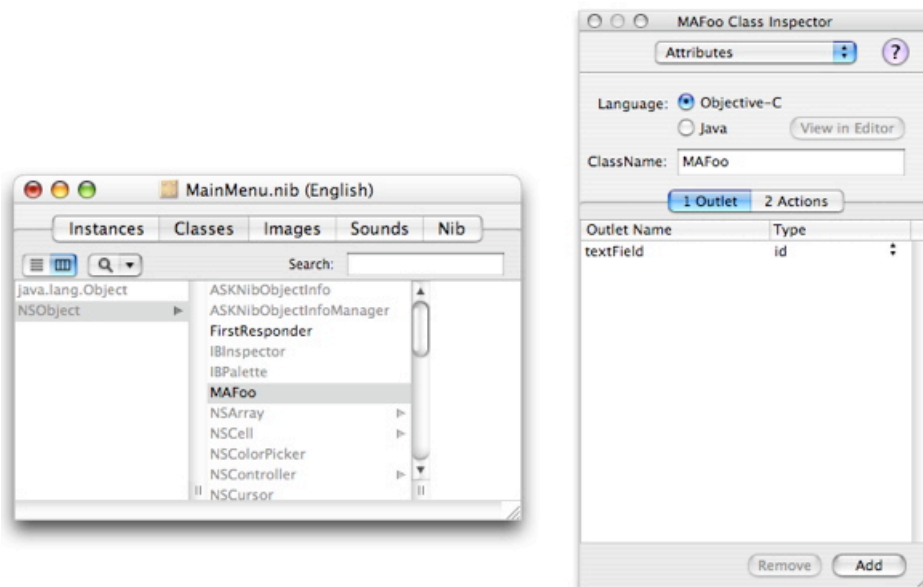 MainMenu.nib (English)
Instances Classes Images Sounds Nib
Search:
java.lang.Object
NSObject
ASKNibObjectInfo
ASKNibObjectInfoManager
FirstResponder
IBInspector
IBPalette
MAFoo
NSArray
NSCell
NSColorPicker
NSController
NSCursor
MAFoo Class Inspector
Attributes
?
Language: Objective-C
Java View in Editor
ClassName: MAFoo
1 Outlet 2 Actions
Outlet Name Type
textField id
Remove Add